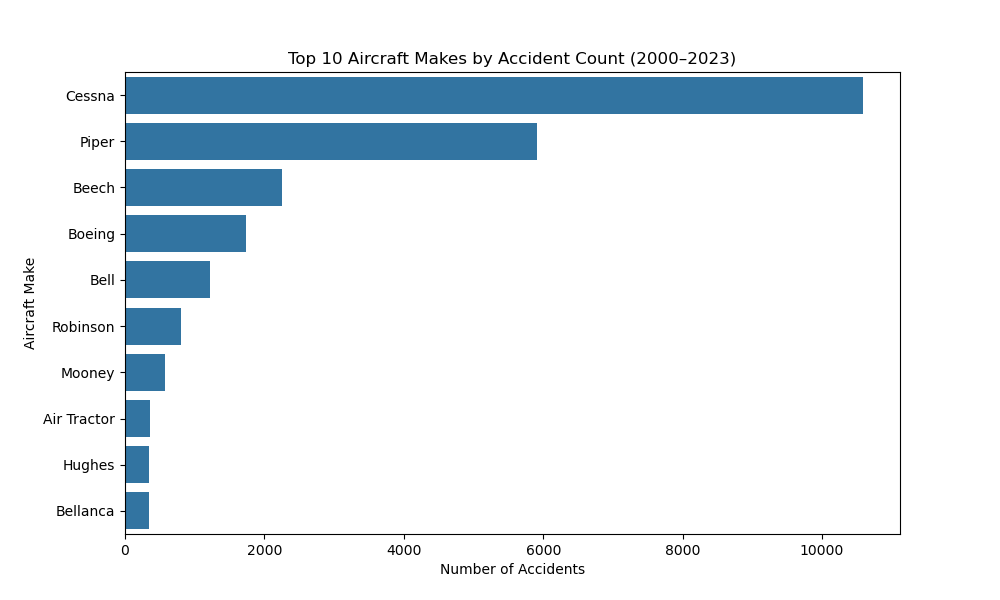 Top 10 Aircraft Makes by Accident Count (2000–2023)
Aircraft Make
Cessna
Piper
Beech
Boeing
Bell
Robinson
Mooney
Air Tractor
Hughes
Bellanca
0 2000 4000 6000 8000 10000
Number of Accidents